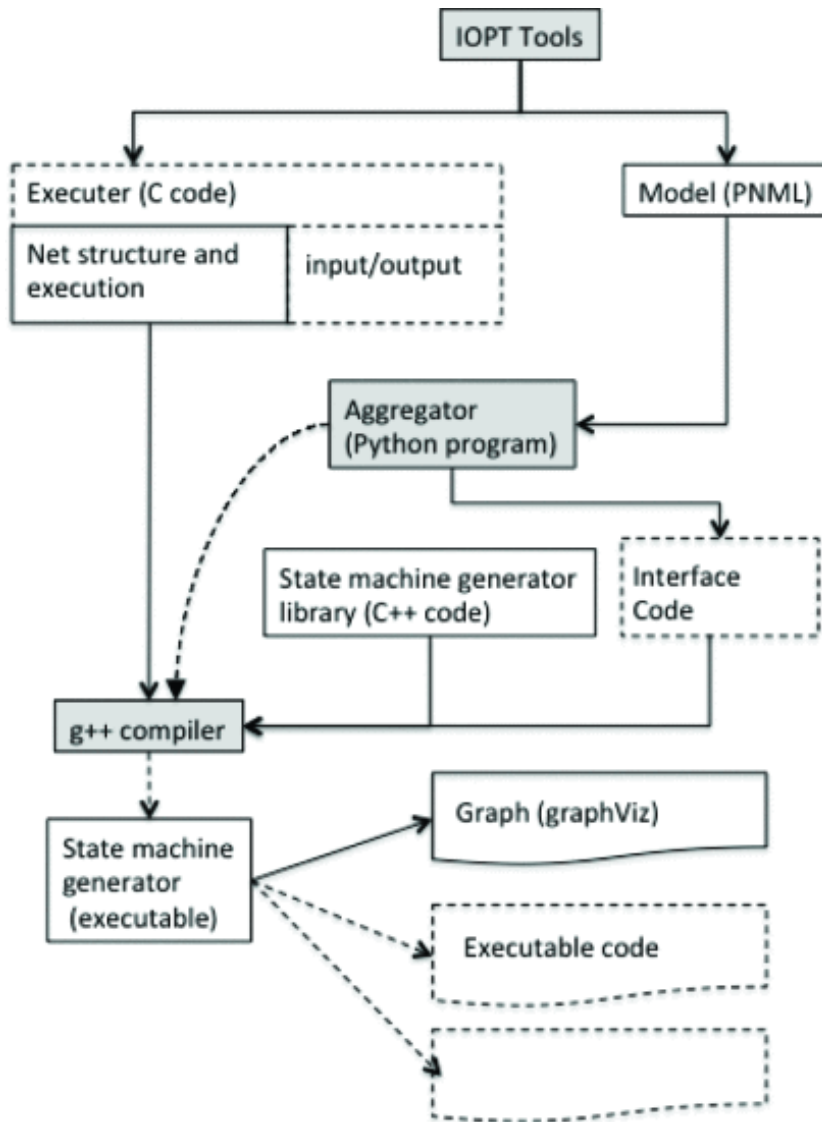 IOPT Tools
Executer (C code)
Model (PNML)
Net structure and
execution
input/output
Aggregator
(Python program)
State machine generator
library (C++ code)
Interface
Code
g++ compiler
State machine
generator
(executable)
Graph (graphViz)
Executable code